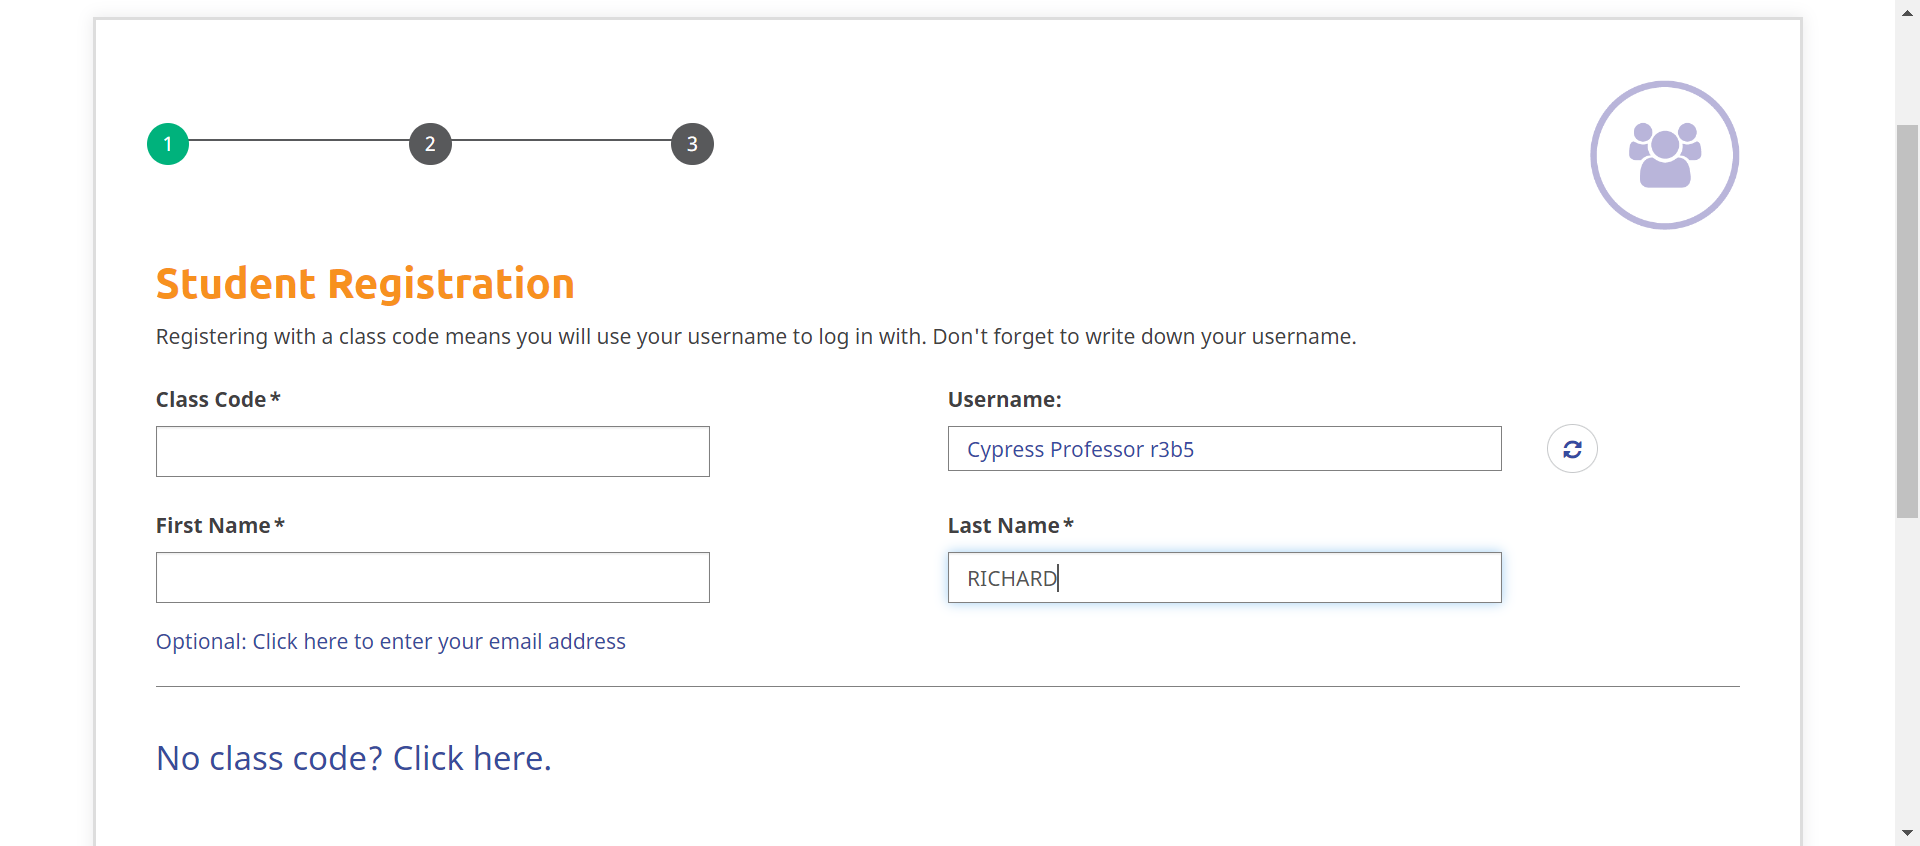 1 2 3
Student Registration
Registering with a class code means you will use your username to log in with. Don't forget to write down your username.
Class Code*
Username:
Cypress Professor r3b5
First Name*
Last Name*
RICHARD
Optional: Click here to enter your email address
No class code? Click here.